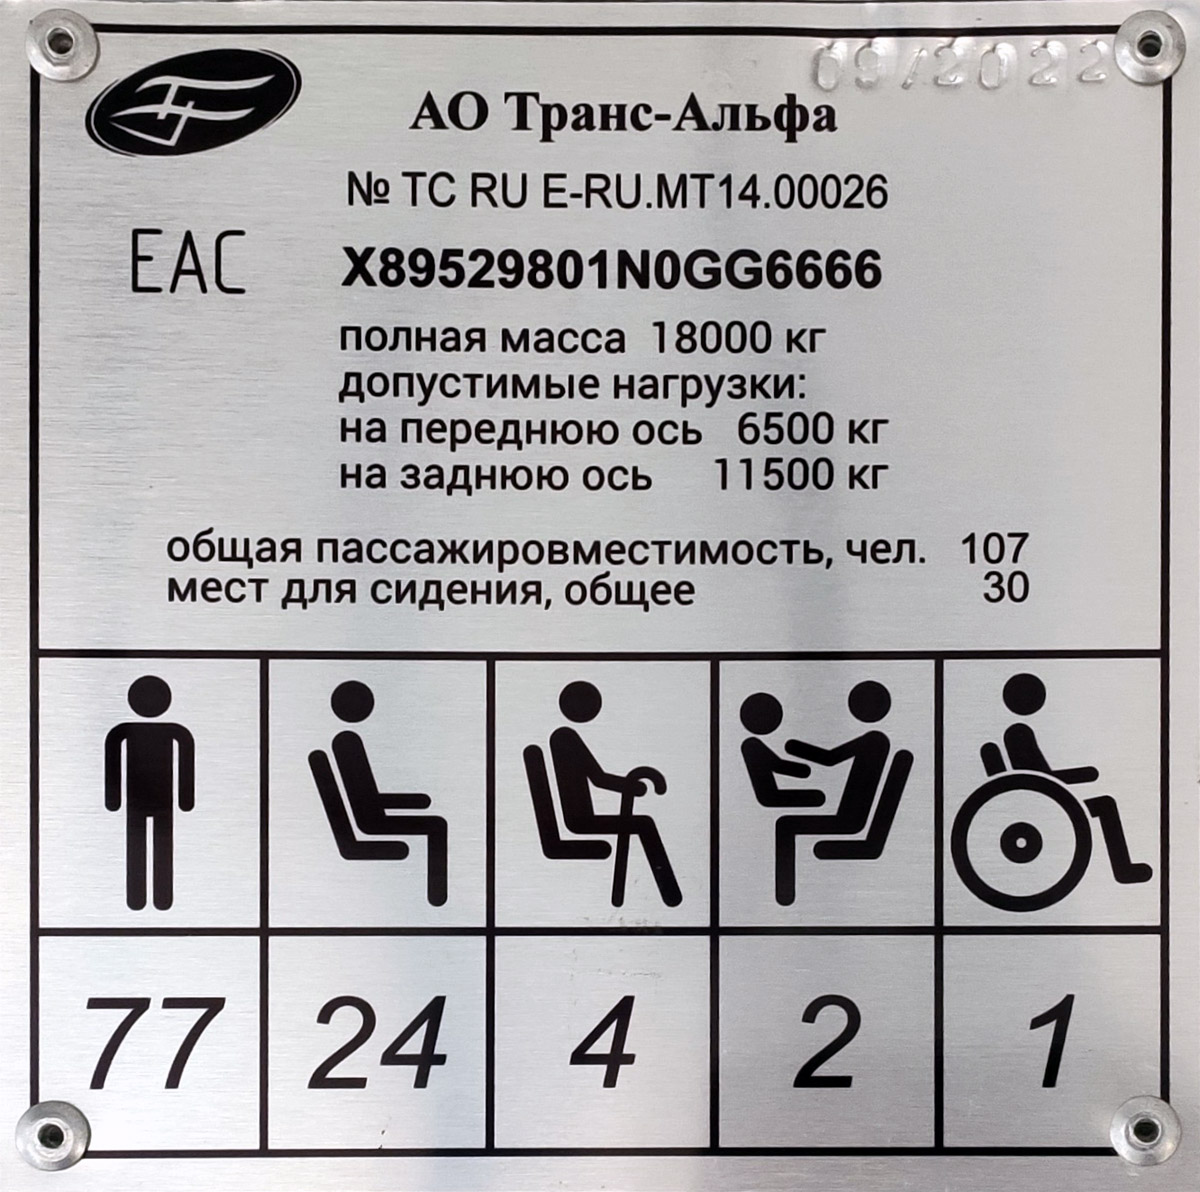 09/2022
АО Транс-Альфа
№ ТС RU E-RU.MT14.00026
EAC
X89529801N0GG6666
полная масса 18000 кг
допустимые нагрузки:
на переднюю ось 6500 кг
на заднюю ось 11500 кг
общая пассажировместимость, чел. 107
мест для сидения, общее 30
77 24 4 2 1